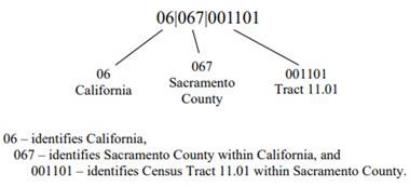 06|067|001101
06
California
067
Sacramento
County
001101
Tract 11.01
06 – identifies California,
067 – identifies Sacramento County within California, and
001101 – identifies Census Tract 11.01 within Sacramento County.